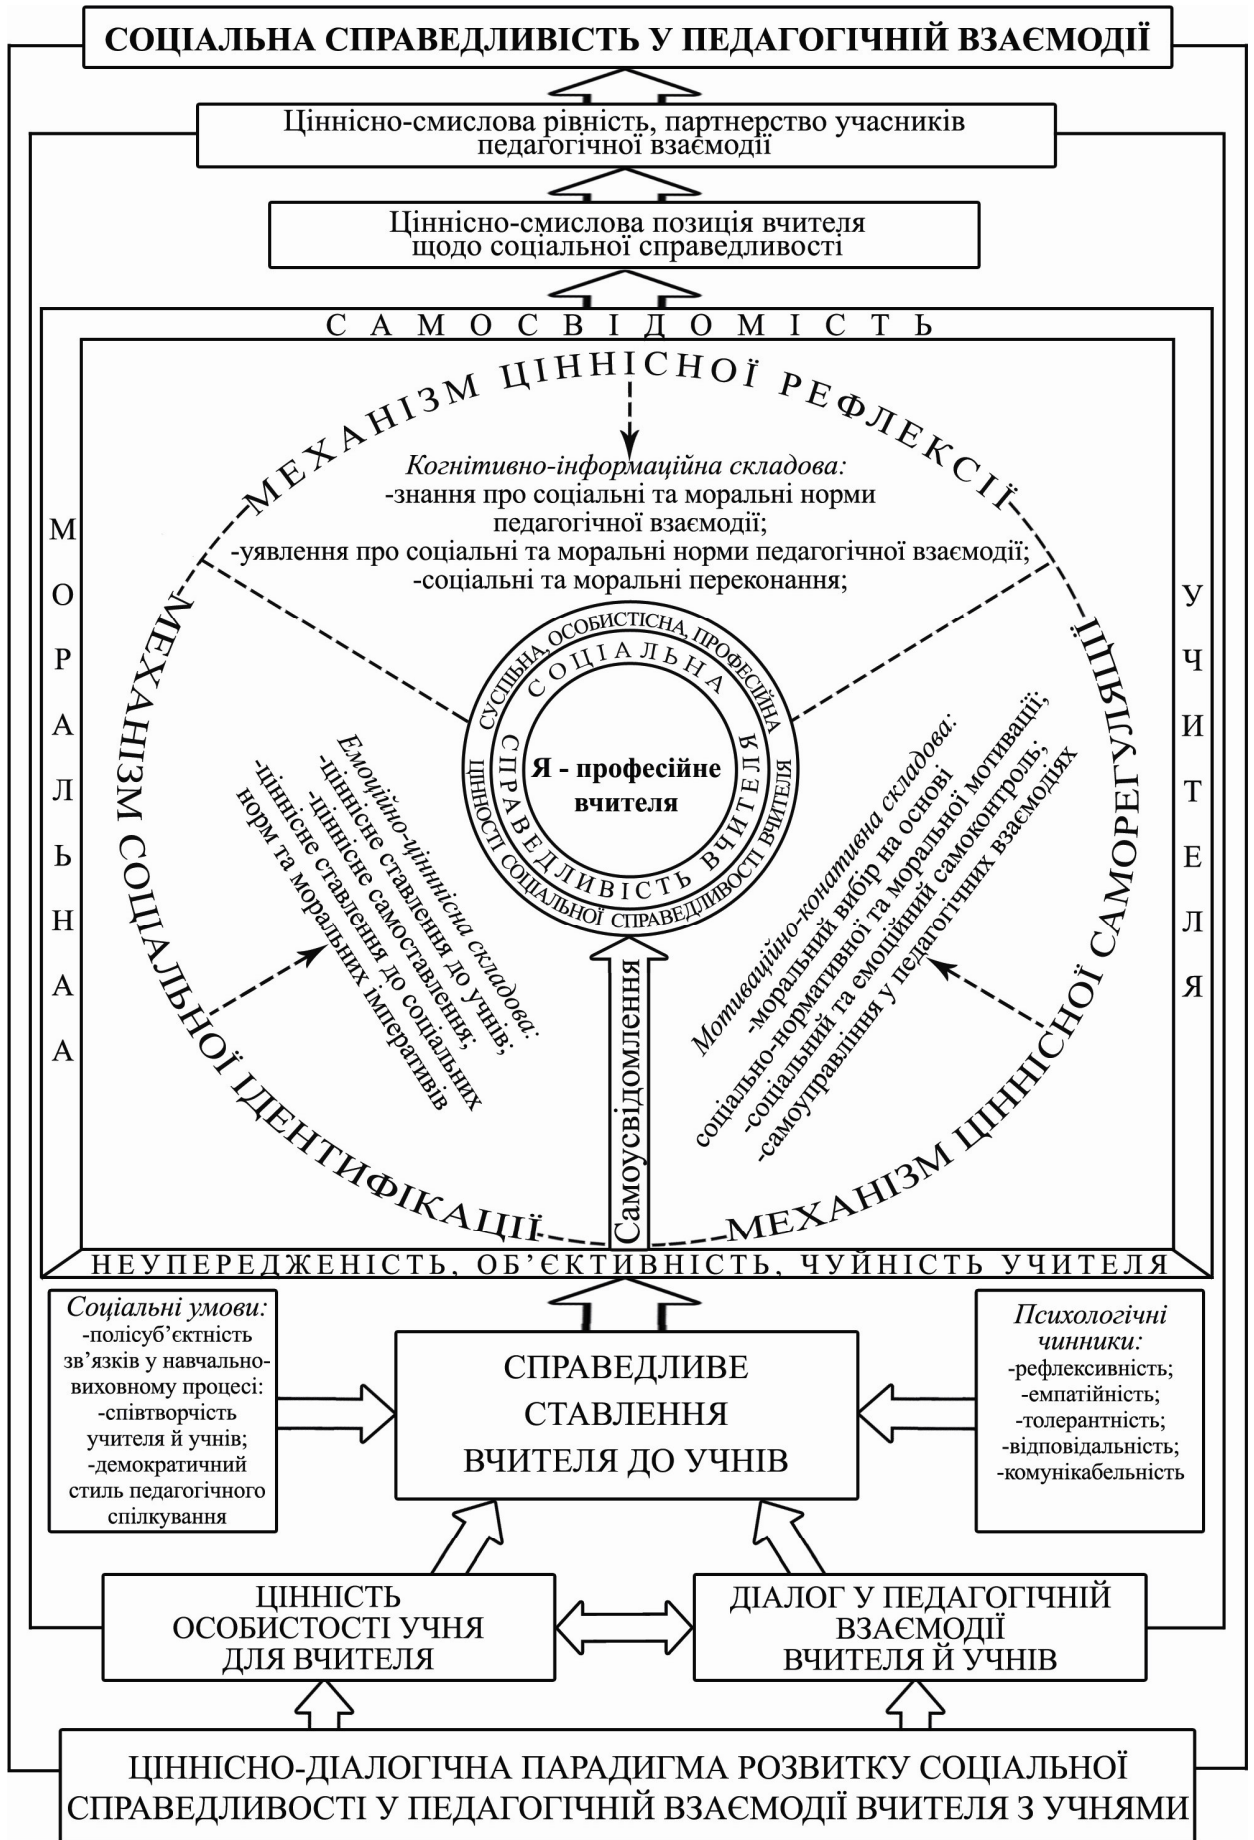 СОЦІАЛЬНА СПРАВЕДЛИВІСТЬ У ПЕДАГОГІЧНІЙ ВЗАЄМОДІЇ
Ціннісно-смислова рівність, партнерство учасників
педагогічної взаємодії
Ціннісно-смислова позиція вчителя
щодо соціальної справедливості
САМОСВІДОМІСТЬ
МОРАЛЬНА
А
УЧИТЕЛЯ
МЕХАНІЗМ ЦІННІСНОЇ РЕФЛЕКСІЇ
Когнітивно-інформаційна складова:
-знання про соціальні та моральні норми
педагогічної взаємодії;
-уявлення про соціальні та моральні норми педагогічної взаємодії;
-соціальні та моральні переконання;
МЕХАНІЗМ СОЦІАЛЬНОЇ ІДЕНТИФІКАЦІЇ
Емоційно-ціннісна складова:
-ціннісне ставлення до учнів;
-ціннісне самоставлення;
-ціннісне ставлення до соціальних
норм та моральних імперативів
СУСПІЛЬНА, ОСОБИСТІСНА, ПРОФЕСІЙНА
ЦІННОСТІ СОЦІАЛЬНОЇ СПРАВЕДЛИВОСТІ ВЧИТЕЛЯ
СОЦІАЛЬНА
СПРАВЕДЛИВІСТЬ ВЧИТЕЛЯ
Я - професійне
вчителя
МЕХАНІЗМ ЦІННІСНОЇ САМОРЕГУЛЯЦІЇ
Мотиваційно-конативна складова:
-моральний вибір на основі
соціально-нормативної та моральної мотивації;
-соціальний та емоційний самоконтроль;
-самоуправління у педагогічних взаємодіях
Самоусвідомлення
НЕУПЕРЕДЖЕНІСТЬ, ОБ’ЄКТИВНІСТЬ, ЧУЙНІСТЬ УЧИТЕЛЯ
Соціальні умови:
-полісуб’єктність
зв’язків у навчально-
виховному процесі:
-співтворчість
учителя й учнів;
-демократичний
стиль педагогічного
спілкування
СПРАВЕДЛИВЕ
СТАВЛЕННЯ
ВЧИТЕЛЯ ДО УЧНІВ
Психологічні
чинники:
-рефлексивність;
-емпатійність;
-толерантність;
-відповідальність;
-комунікабельність
ЦІННІСТЬ
ОСОБИСТОСТІ УЧНЯ
ДЛЯ ВЧИТЕЛЯ
ДІАЛОГ У ПЕДАГОГІЧНІЙ
ВЗАЄМОДІЇ
ВЧИТЕЛЯ Й УЧНІВ
ЦІННІСНО-ДІАЛОГІЧНА ПАРАДИГМА РОЗВИТКУ СОЦІАЛЬНОЇ
СПРАВЕДЛИВОСТІ У ПЕДАГОГІЧНІЙ ВЗАЄМОДІЇ ВЧИТЕЛЯ З УЧНЯМИ